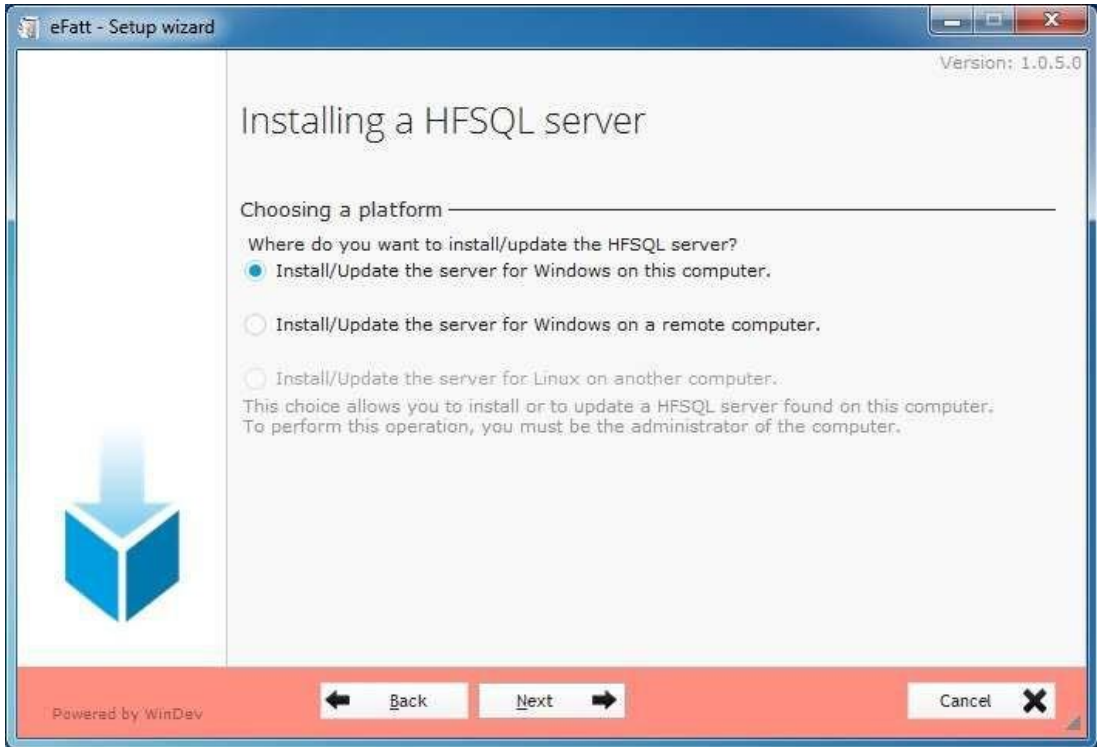 eFatt - Setup wizard
Version: 1.0.5.0
Installing a HFSQL server
Choosing a platform
Where do you want to install/update the HFSQL server?
Install/Update the server for Windows on this computer.
Install/Update the server for Windows on a remote computer.
Install/Update the server for Linux on another computer.
This choice allows you to install or to update a HFSQL server found on this computer.
To perform this operation, you must be the administrator of the computer.
Powered by WinDev
Back
Next
Cancel